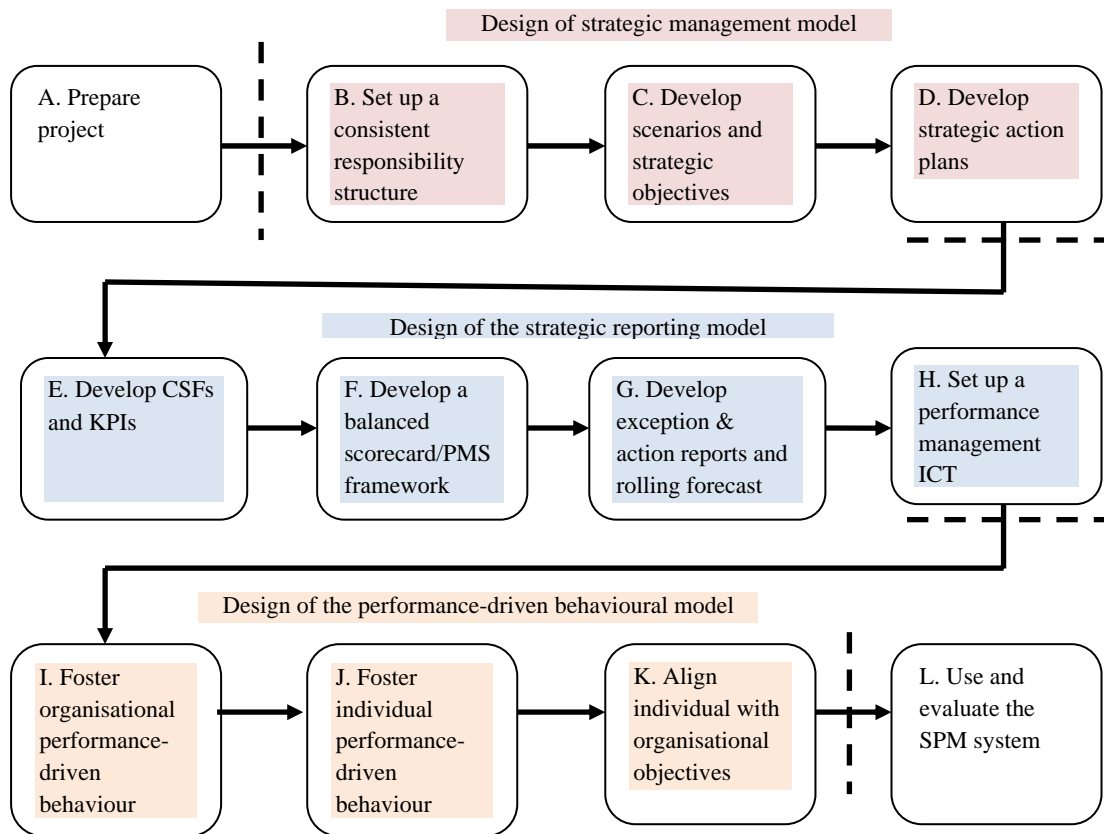 Design of strategic management model
A. Prepare
project
B. Set up a
consistent
responsibility
structure
C. Develop
scenarios and
strategic
objectives
D. Develop
strategic action
plans
Design of the strategic reporting model
E. Develop CSFs
and KPIs
F. Develop a
balanced
scorecard/PMS
framework
G. Develop
exception &
action reports and
rolling forecast
H. Set up a
performance
management
ICT
Design of the performance-driven behavioural model
I. Foster
organisational
performance-
driven
behaviour
J. Foster
individual
performance-
driven
behaviour
K. Align
individual with
organisational
objectives
L. Use and
evaluate the
SPM system